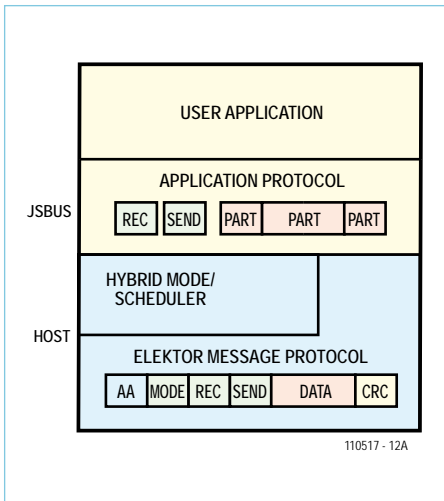 USER APPLICATION
APPLICATION PROTOCOL
JSBUS
REC SEND PART PART PART
HYBRID MODE/
SCHEDULER
HOST
ELEKTOR MESSAGE PROTOCOL
AA MODE REC SEND DATA CRC
110517 - 12A